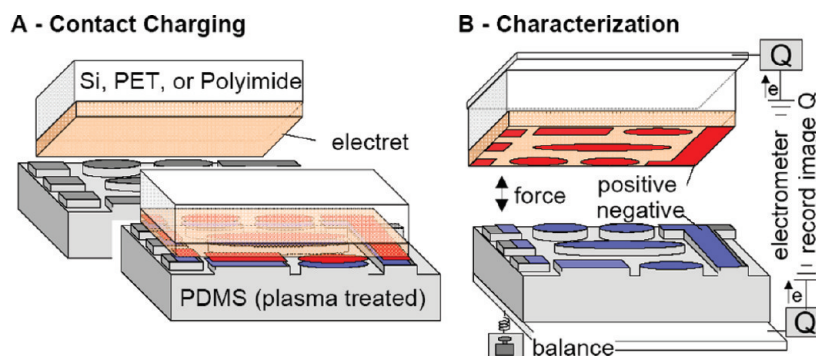 A - Contact Charging
Si, PET, or Polyimide
electret
PDMS (plasma treated)
B - Characterization
Q
e
force
positive
negative
electrometer
record image Q
e
Q
balance